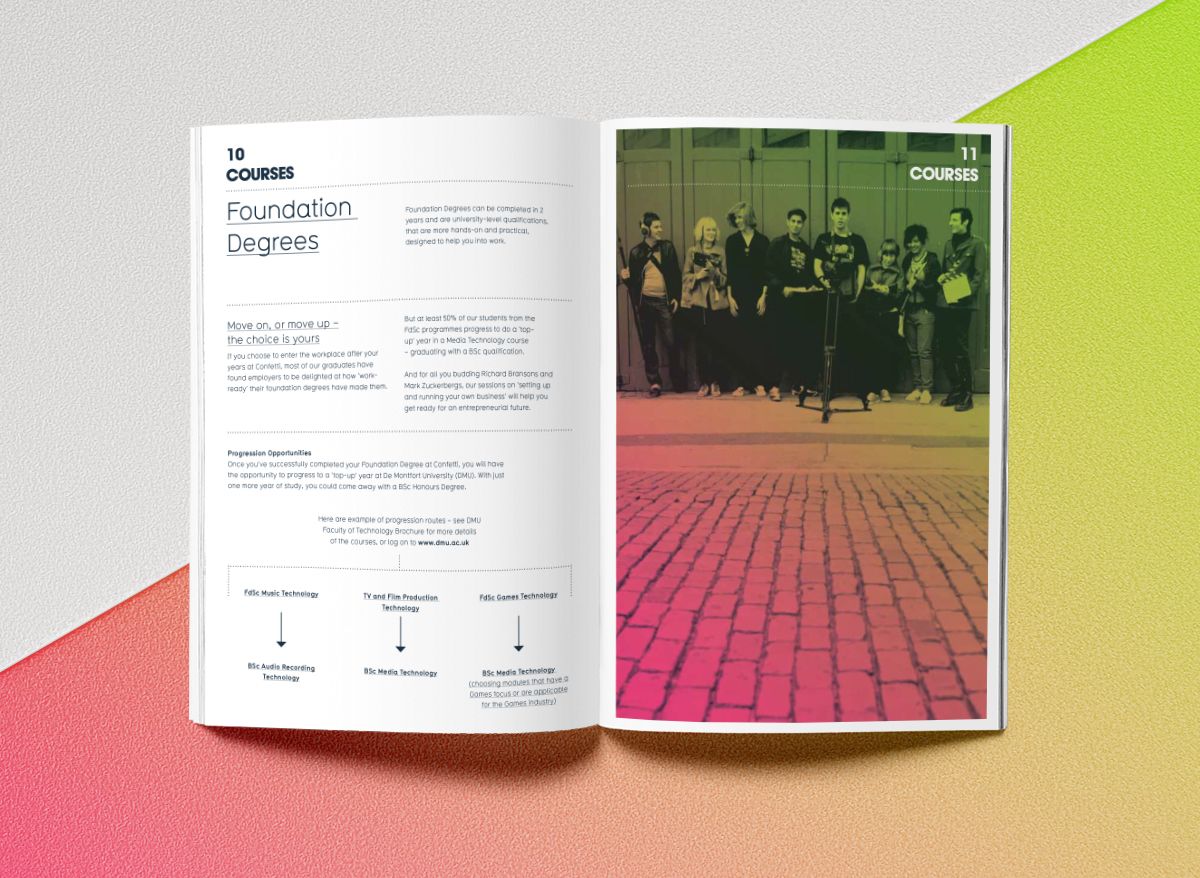 10
COURSES
Foundation
Degrees
Foundation Degrees can be completed in 2
years and are university-level qualifications,
that are more hands-on and practical,
designed to help you into work.
Move on, or move up –
the choice is yours
If you choose to enter the workplace after your
years at Confetti, most of our graduates have
found employers to be delighted at how 'work-
ready' their foundation degrees have made them.
But at least 50% of our students from the
FdSc programmes progress to do a 'top-
up' year in a Media Technology course
– graduating with a BSc qualification.
And for all you budding Richard Bransons and
Mark Zuckerbergs, our sessions on 'setting up
and running your own business' will help you
get ready for an entrepreneurial future.
Progression Opportunities
Once you've successfully completed your Foundation Degree at Confetti, you will have
the opportunity to progress to a 'top-up' year at De Montfort University (DMU). With just
one more year of study, you could come away with a BSc Honours Degree.
Here are example of progression routes – see DMU
Faculty of Technology Brochure for more details
of the courses, or log on to www.dmu.ac.uk
FdSc Music Technology
TV and Film Production
Technology
FdSc Games Technology
BSc Audio Recording
Technology
BSc Media Technology
BSc Media Technology
(choosing modules that have a
Games focus or are applicable
for the Games industry)
11
COURSES